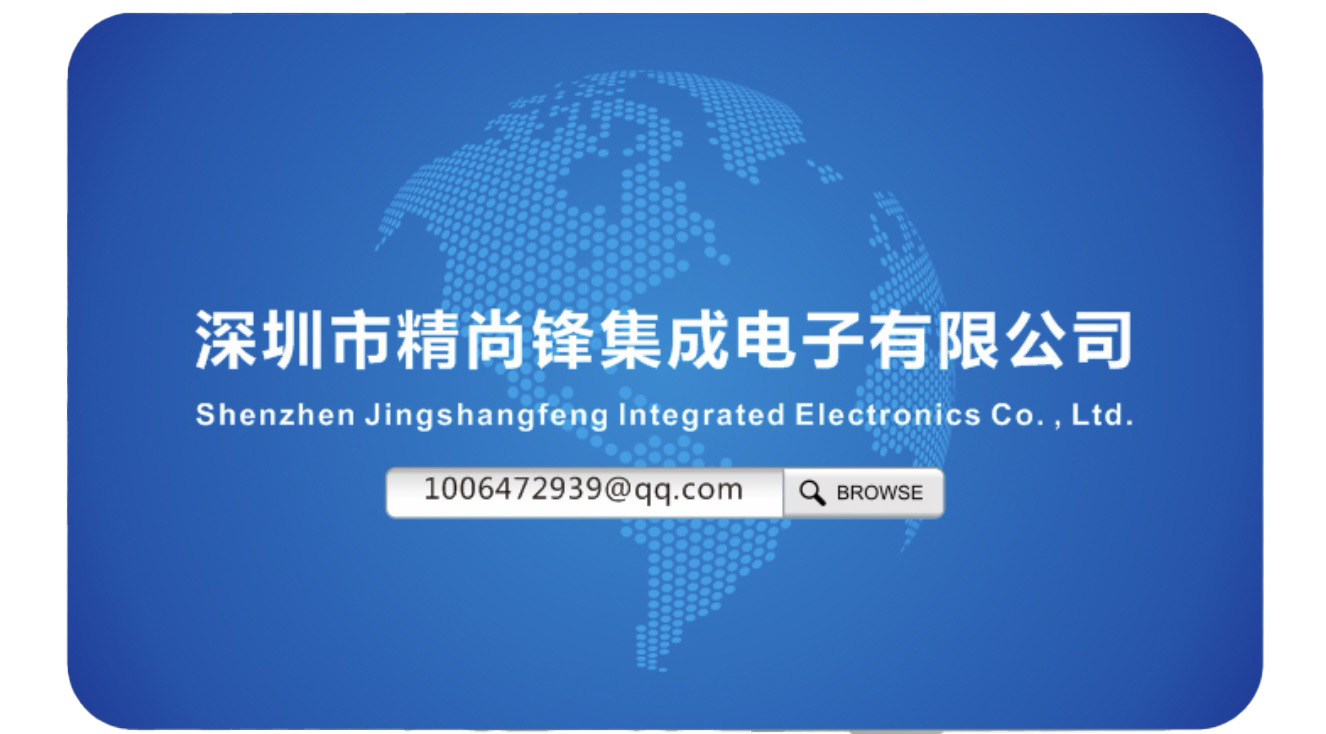 深圳市精尚锋集成电子有限公司
Shenzhen Jingshangfeng Integrated Electronics Co. , Ltd.
1006472939@qq.com BROWSE